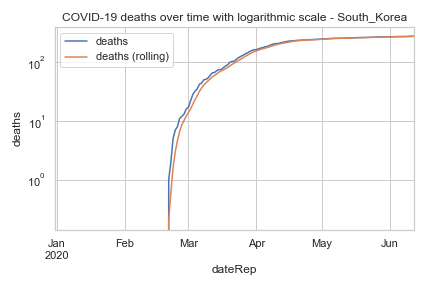 COVID-19 deaths over time with logarithmic scale - South_Korea
deaths
deaths (rolling)
10²
10¹
10⁰
deaths
Jan Feb Mar Apr May Jun
2020
dateRep